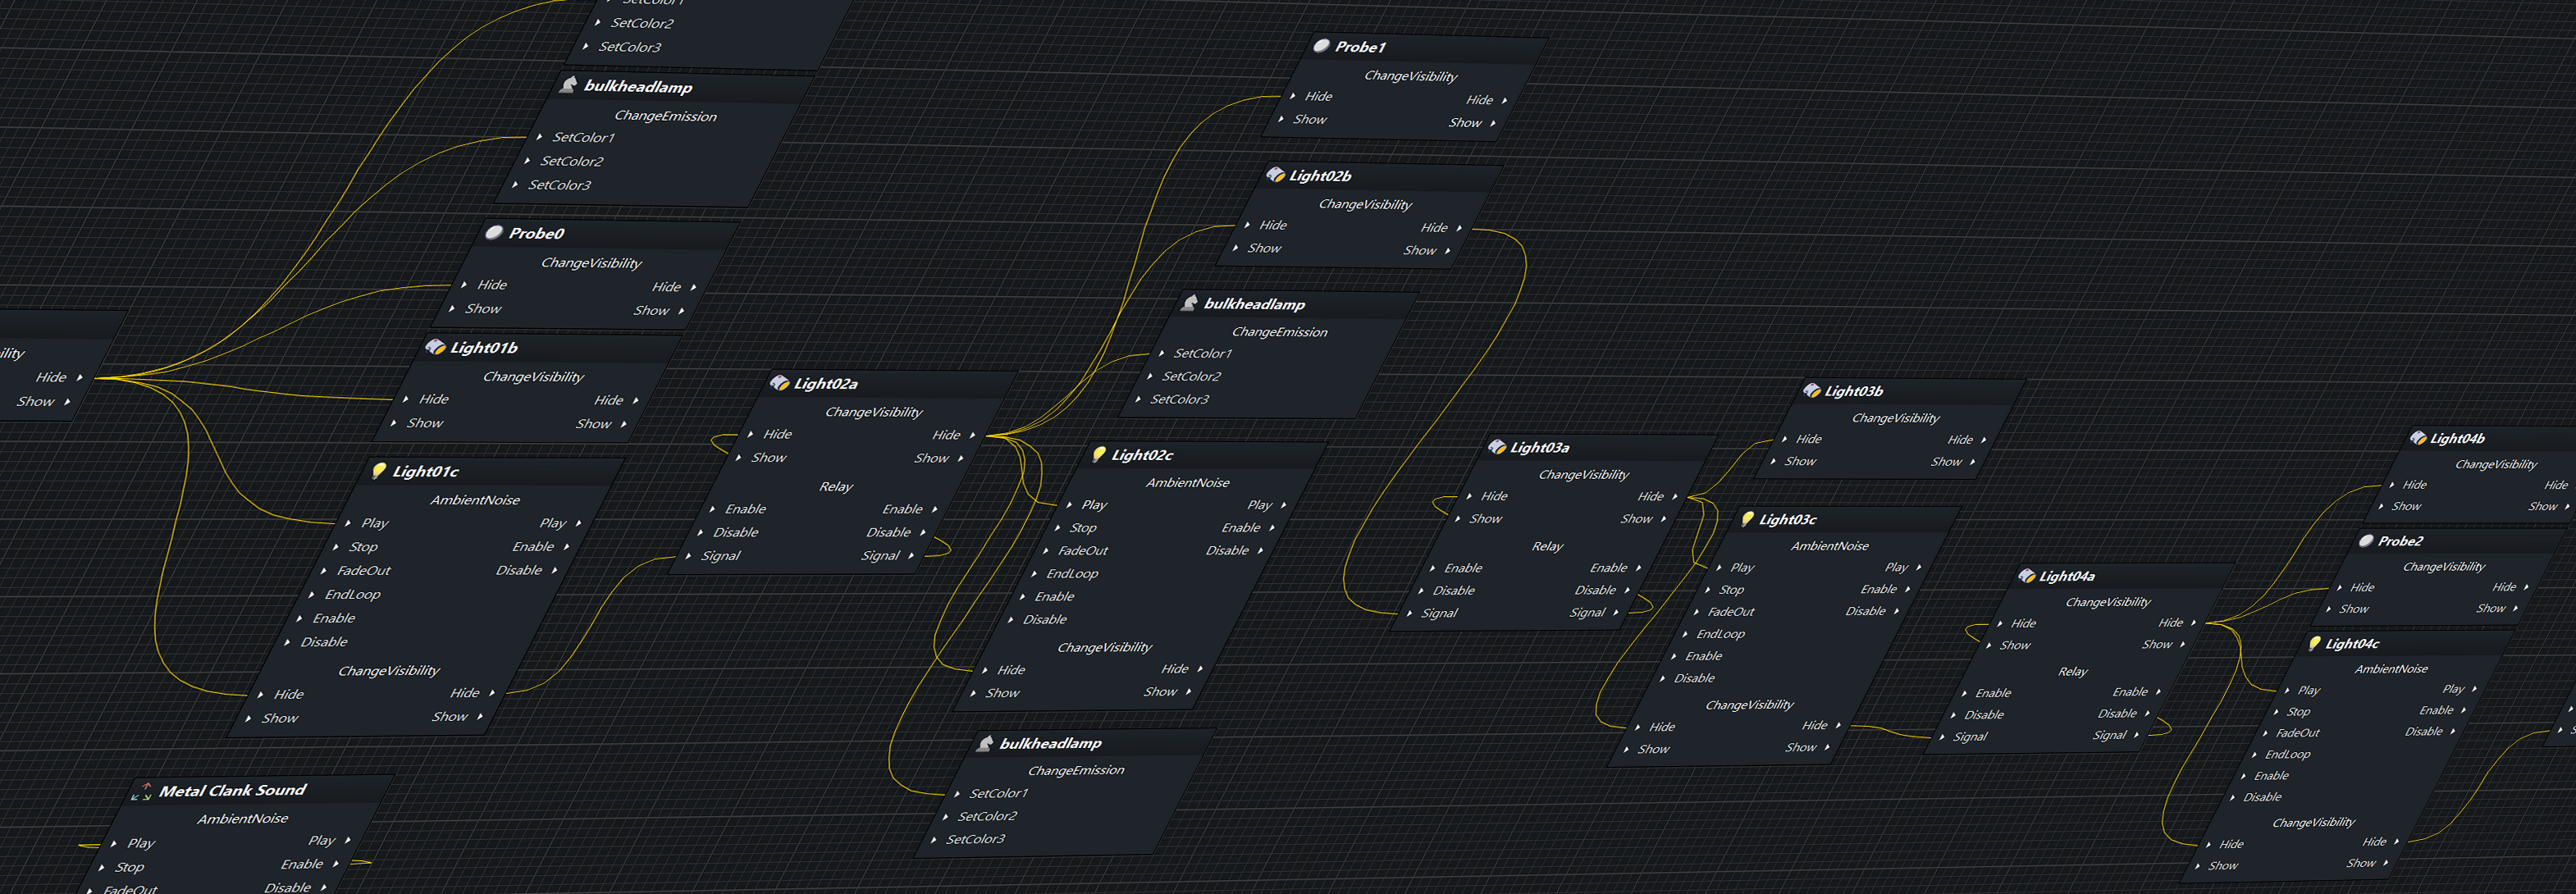 SetColor1
SetColor2
SetColor3
bulkheadlamp
ChangeEmission
SetColor1
SetColor2
SetColor3
Probe0
ChangeVisibility
Hide Hide
Show Show
ility
Hide
Show
Light01b
ChangeVisibility
Hide Hide
Show Show
Light01c
AmbientNoise
Play Play
Stop Enable
FadeOut Disable
EndLoop
Enable
Disable
ChangeVisibility
Hide Hide
Show Show
Metal Clank Sound
AmbientNoise
Play Play
Stop Enable
FadeOut Disable
Light02a
ChangeVisibility
Hide Hide
Show Show
Relay
Enable Enable
Disable Disable
Signal Signal
Probe1
ChangeVisibility
Hide Hide
Show Show
Light02b
ChangeVisibility
Hide Hide
Show Show
bulkheadlamp
ChangeEmission
SetColor1
SetColor2
SetColor3
Light02c
AmbientNoise
Play Play
Stop Enable
FadeOut Disable
EndLoop
Enable
Disable
ChangeVisibility
Hide Hide
Show Show
bulkheadlamp
ChangeEmission
SetColor1
SetColor2
SetColor3
Light03a
ChangeVisibility
Hide Hide
Show Show
Relay
Enable Enable
Disable Disable
Signal Signal
Light03b
ChangeVisibility
Hide Hide
Show Show
Light03c
AmbientNoise
Play Play
Stop Enable
FadeOut Disable
EndLoop
Enable
Disable
ChangeVisibility
Hide Hide
Show Show
Light04a
ChangeVisibility
Hide Hide
Show Show
Relay
Enable Enable
Disable Disable
Signal Signal
Light04b
ChangeVisibility
Hide Hide
Show Show
Probe2
ChangeVisibility
Hide Hide
Show Show
Light04c
AmbientNoise
Play Play
Stop Enable
FadeOut Disable
EndLoop
Enable
Disable
ChangeVisibility
Hide Hide
Show Show